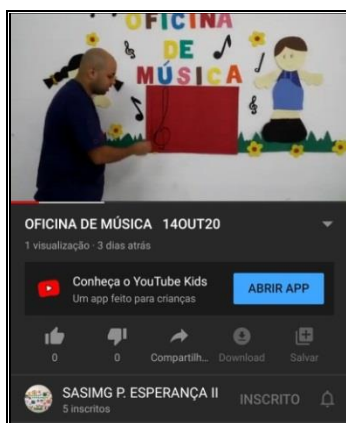 OFICINA
DE
MÚSICA
OFICINA DE MÚSICA 14OUT20
1 visualização · 3 dias atrás
Conheça o YouTube Kids
Um app feito para crianças
ABRIR APP
0
0
Compartilh...
Download
Salvar
SASIMG P. ESPERANÇA II
5 inscritos
INSCRITO